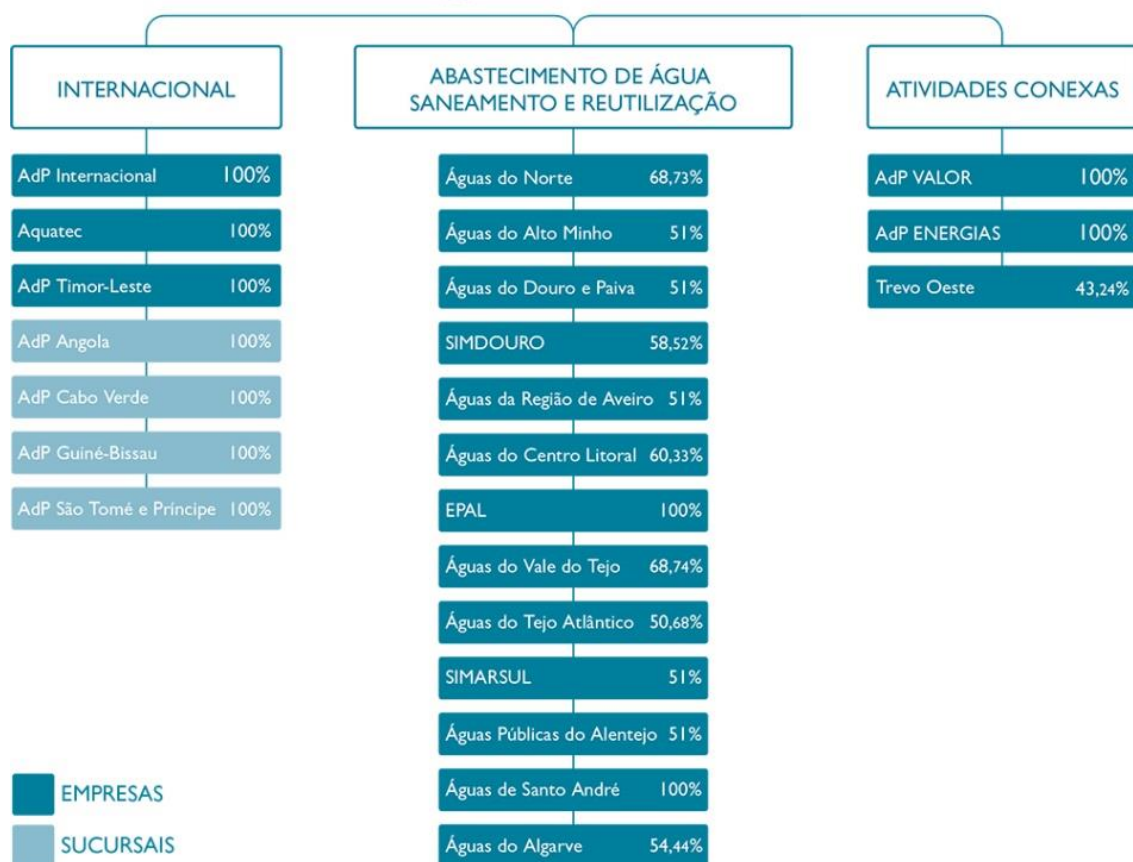 INTERNACIONAL
AdP Internacional 100%
Aquatec 100%
AdP Timor-Leste 100%
AdP Angola 100%
AdP Cabo Verde 100%
AdP Guiné-Bissau 100%
AdP São Tomé e Príncipe 100%
ABASTECIMENTO DE ÁGUA
SANEAMENTO E REUTILIZAÇÃO
Águas do Norte 68,73%
Águas do Alto Minho 51%
Águas do Douro e Paiva 51%
SIMDOURO 58,52%
Águas da Região de Aveiro 51%
Águas do Centro Litoral 60,33%
EPAL 100%
Águas do Vale do Tejo 68,74%
Águas do Tejo Atlântico 50,68%
SIMARSUL 51%
Águas Públicas do Alentejo 51%
Águas de Santo André 100%
Águas do Algarve 54,44%
ATIVIDADES CONEXAS
AdP VALOR 100%
AdP ENERGIAS 100%
Trevo Oeste 43,24%
EMPRESAS
SUCURSAIS